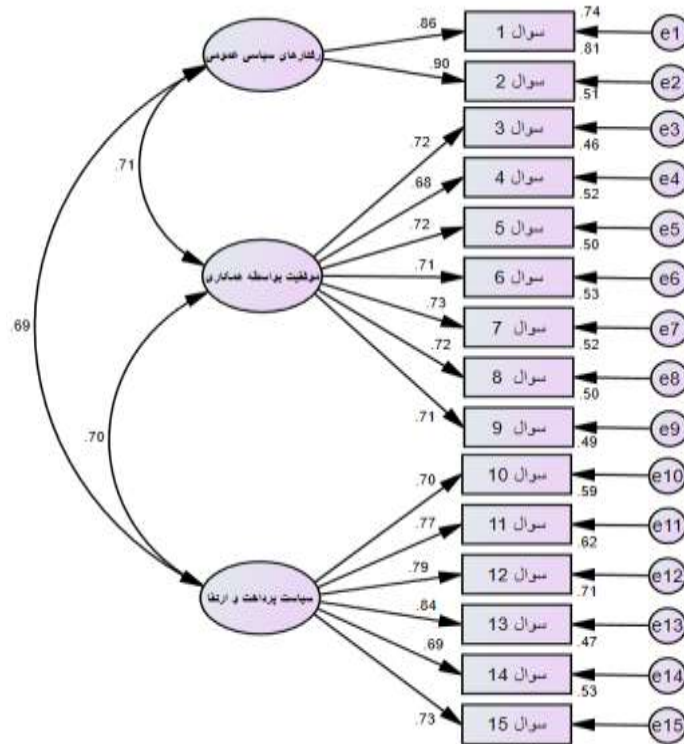 .74
.86
سوال 1
e1
.81
رفتارهای سیاسی عمومی
.90
سوال 2
e2
.51
.72
سوال 3
e3
.46
.71
.68
سوال 4
e4
.52
.72
سوال 5
e5
.50
موفقیت بواسطه همکاری
.71
سوال 6
e6
.53
.73
سوال 7
e7
.52
.69
.72
سوال 8
e8
.50
.71
سوال 9
e9
.49
.70
.70
سوال 10
e10
.59
.77
سوال 11
e11
.62
.79
سوال 12
e12
.71
سیاست پرداخت و ارتقا
.84
سوال 13
e13
.47
.69
سوال 14
e14
.53
.73
سوال 15
e15